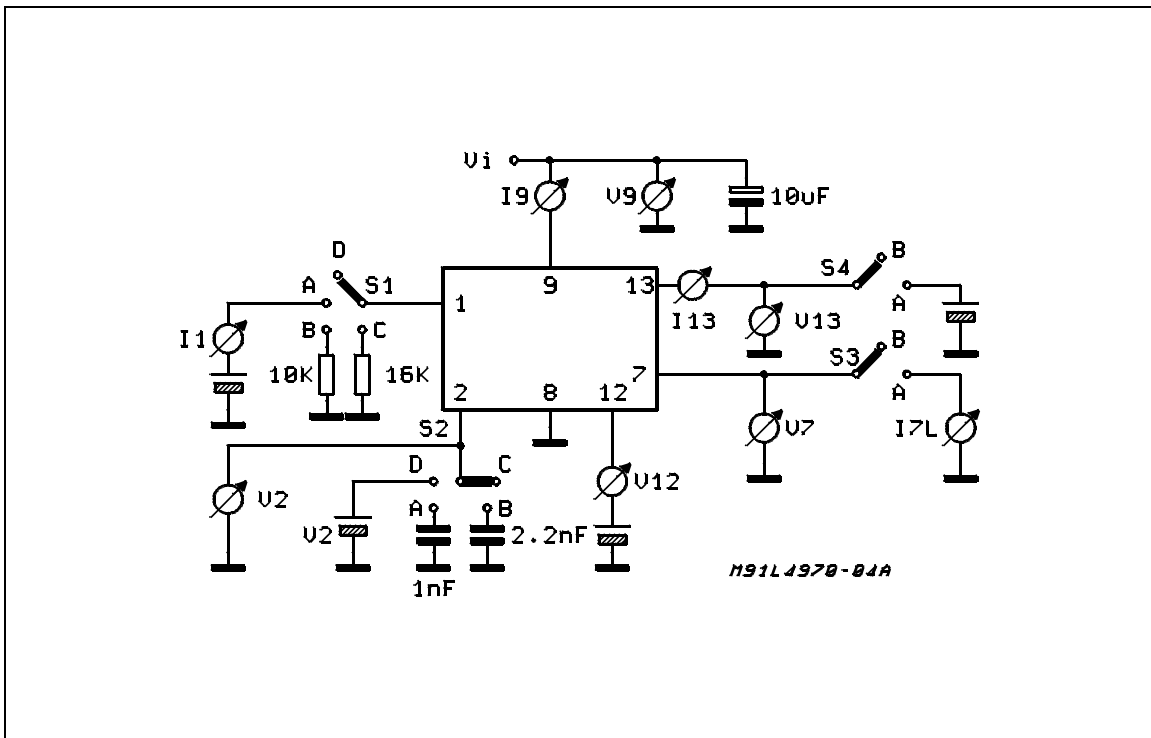 Vi
I9
V9
10uF
D
A
S1
B
C
I1
10K
16K
1
9
13
2
8
12
7
I13
V13
S4
B
A
S3
B
A
V7
I7L
S2
D
C
A
B
V2
V2
1nF
2.2nF
V12
M91L4970-04A